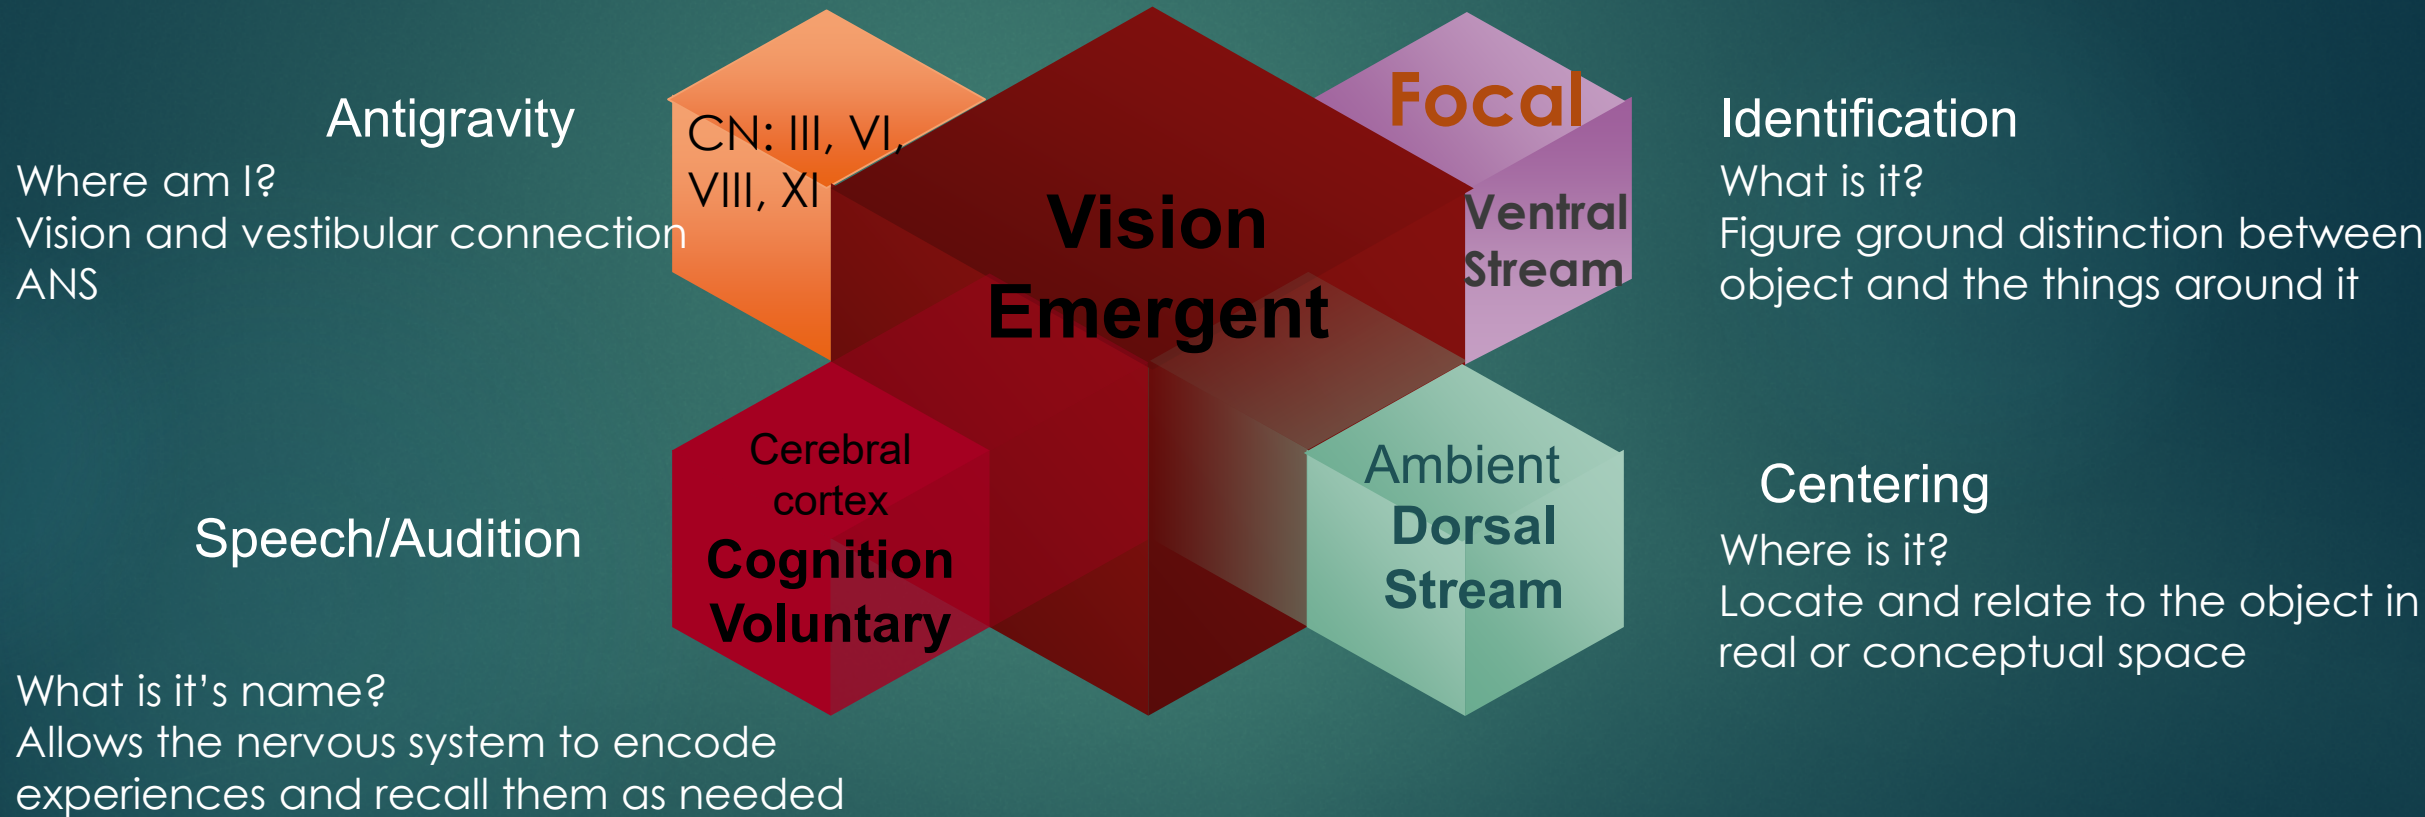 Antigravity
Where am I?
Vision and vestibular connection
ANS
CN: III, VI,
VIII, XI
Vision
Emergent
Focal
Ventral
Stream
Identification
What is it?
Figure ground distinction between
object and the things around it
Speech/Audition
What is it’s name?
Allows the nervous system to encode
experiences and recall them as needed
Cerebral
cortex
Cognition
Voluntary
Ambient
Dorsal
Stream
Centering
Where is it?
Locate and relate to the object in
real or conceptual space